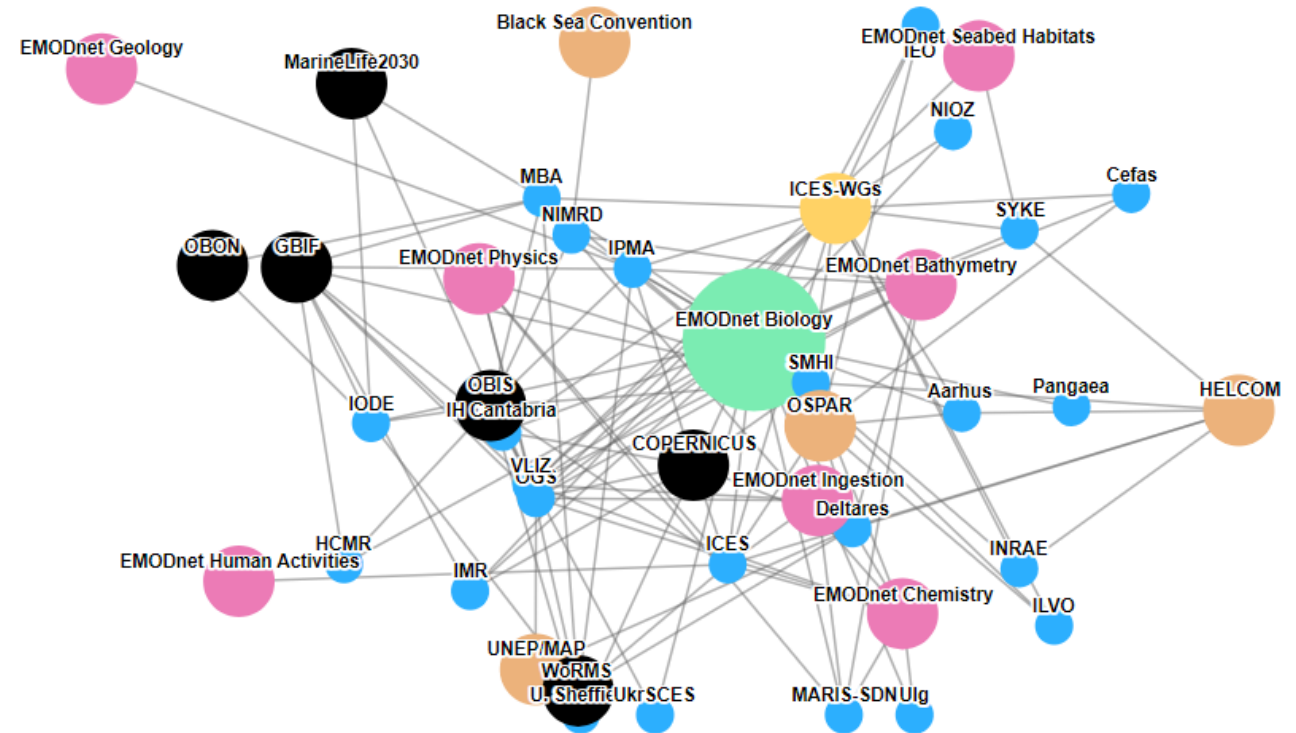 Black Sea Convention
EMODnet Seabed Habitats
EMODnet Geology
IEO
MarineLife2030
NIOZ
MBA
Cefas
ICES-WGs
NIMRD
SYKE
OBON
GBIF
IPMA
EMODnet Physics
EMODnet Bathymetry
EMODnet Biology
SMHI
OBIS
Aarhus
Pangaea
HELCOM
IODE
IH Cantabria
OSPAR
COPERNICUS
VLIZ
OGS
EMODnet Ingestion
Deltares
HCMR
ICES
INRAE
EMODnet Human Activities
IMR
EMODnet Chemistry
ILVO
UNEP/MAP
WoRMS
U. Sheffie
UkrSCES
MARIS-SDN
Ulg